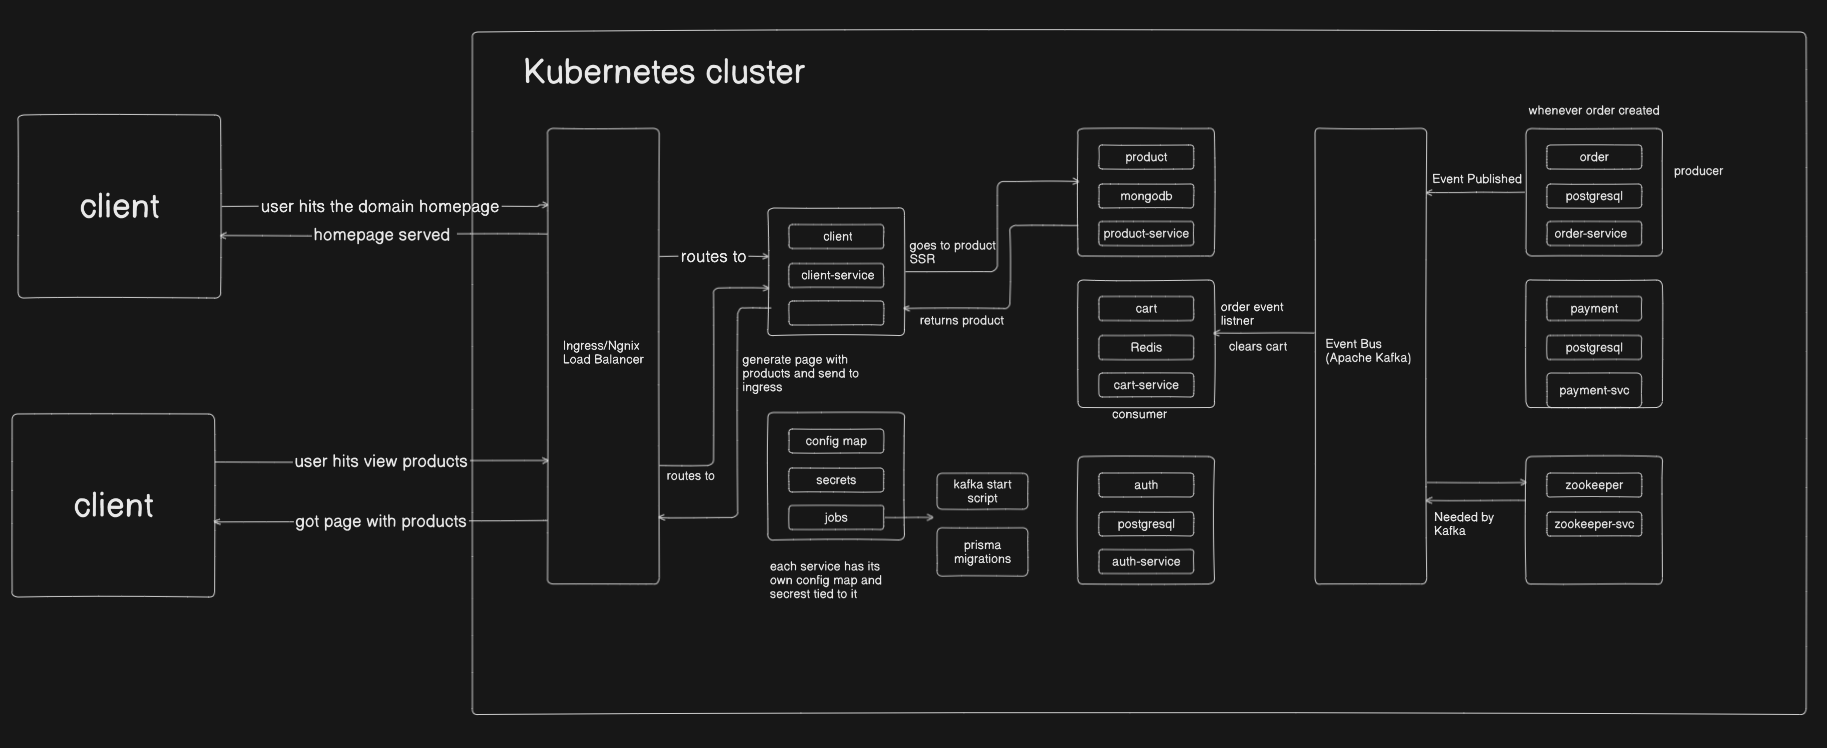 Kubernetes cluster
client
user hits the domain homepage
homepage served
client
user hits view products
got page with products
Ingress/Ngnix
Load Balancer
routes to
routes to
client
client-service
generate page with
products and send to
ingress
goes to product
SSR
returns product
config map
secrets
jobs
each service has its
own config map and
secrest tied to it
kafka start
script
prisma
migrations
product
mongodb
product-service
cart
Redis
cart-service
consumer
order event
listner
clears cart
auth
postgresql
auth-service
Event Bus
(Apache Kafka)
Event Published
whenever order created
order
postgresql
order-service
producer
payment
postgresql
payment-svc
zookeeper
zookeeper-svc
Needed by
Kafka